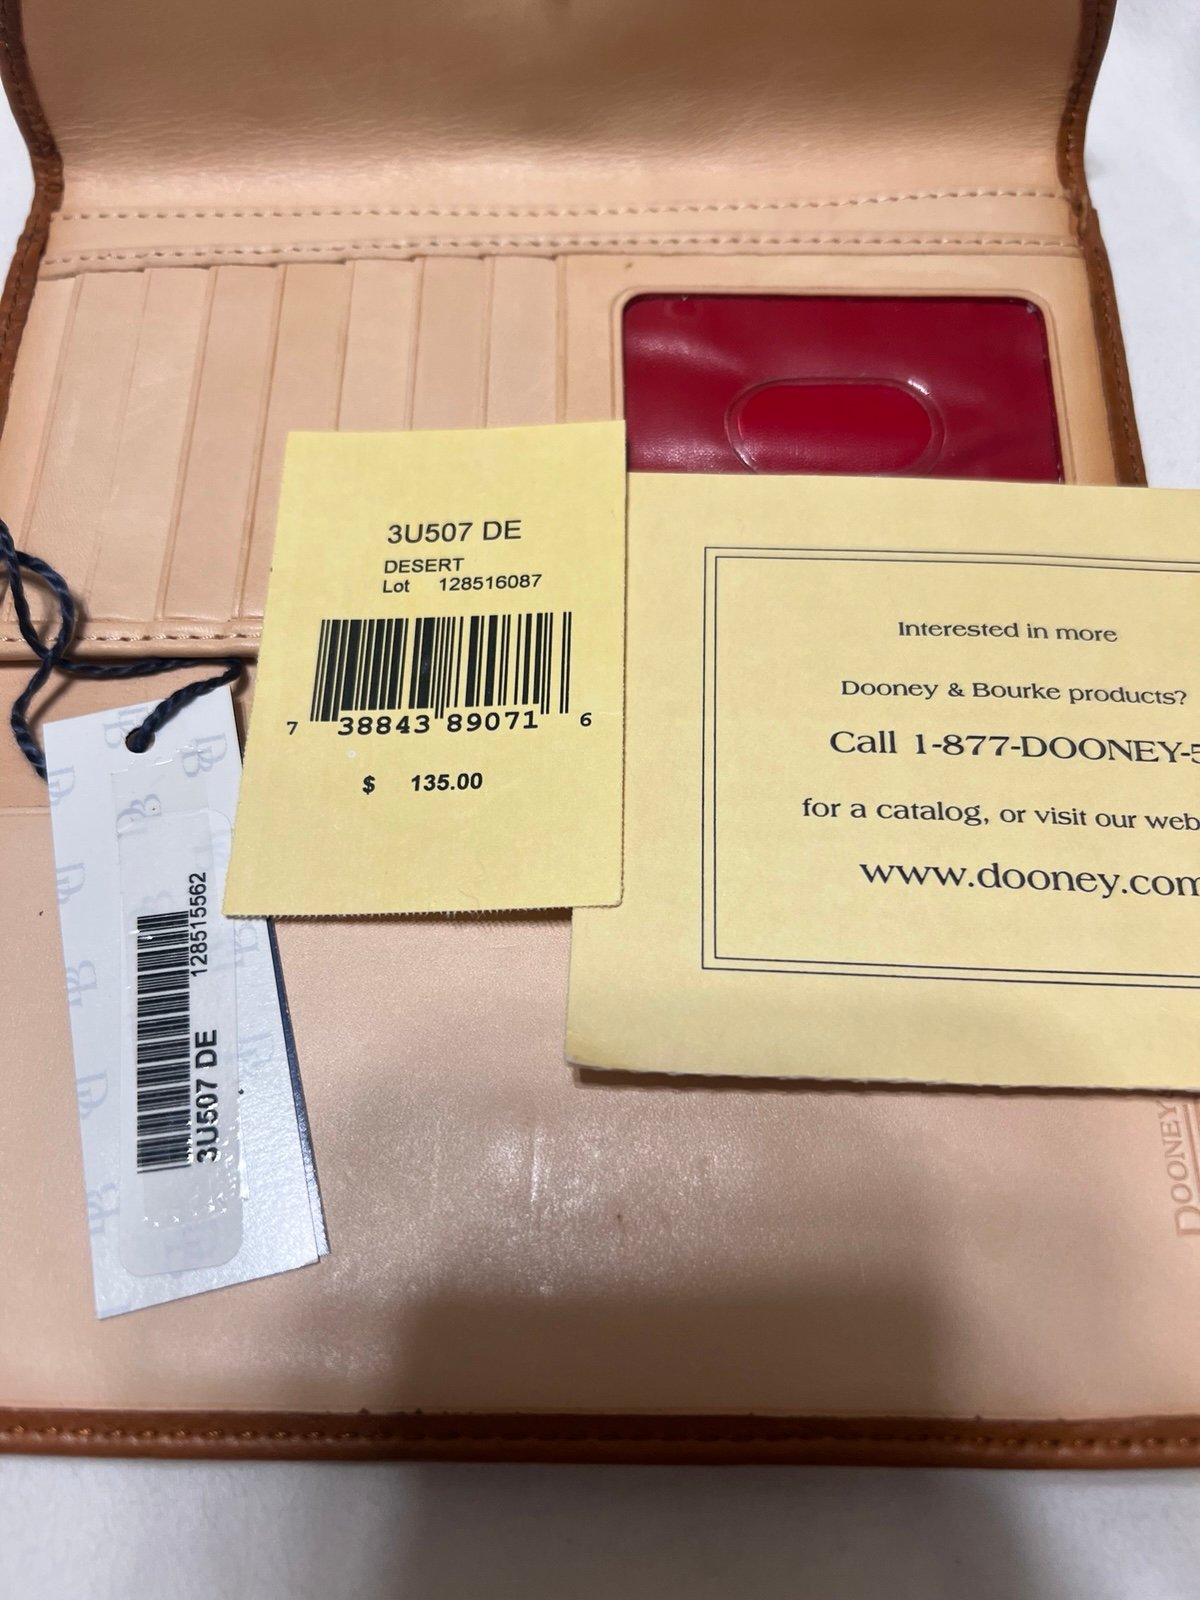 3U507 DE
DESERT
Lot 128516087
7 38843 89071 6
$ 135.00
Interested in more
Dooney & Bourke products?
Call 1-877-DOONEY-5
for a catalog, or visit our web
www.dooney.com
128515562
3U507 DE
DOONEY